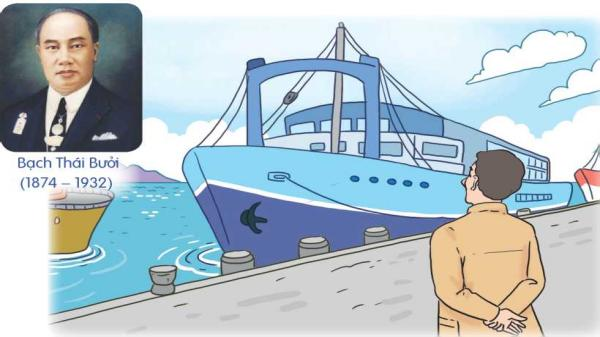 Bạch Thái Bưởi
(1874 – 1932)